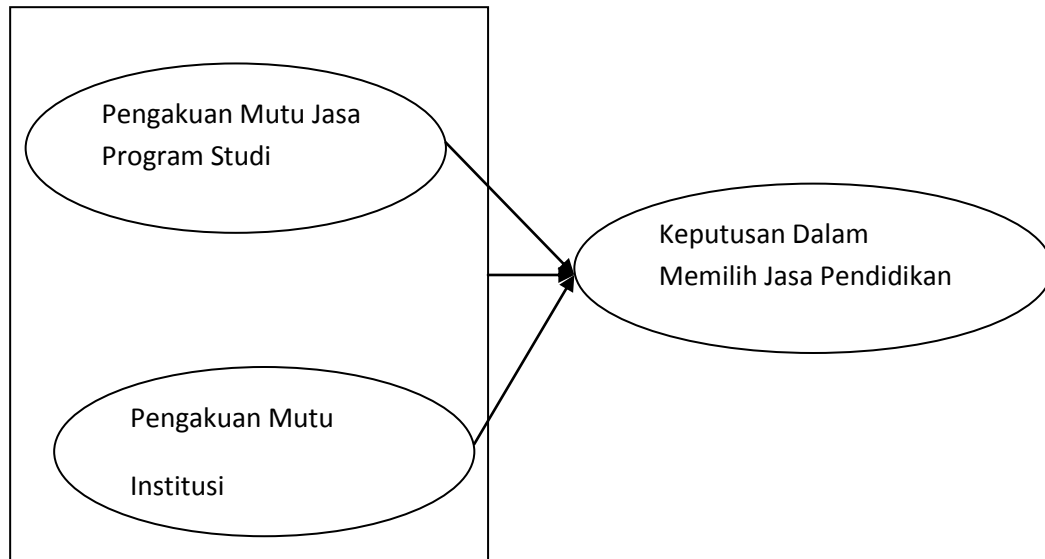 Pengakuan Mutu Jasa
Program Studi
Keputusan Dalam
Memilih Jasa Pendidikan
Pengakuan Mutu
Institusi